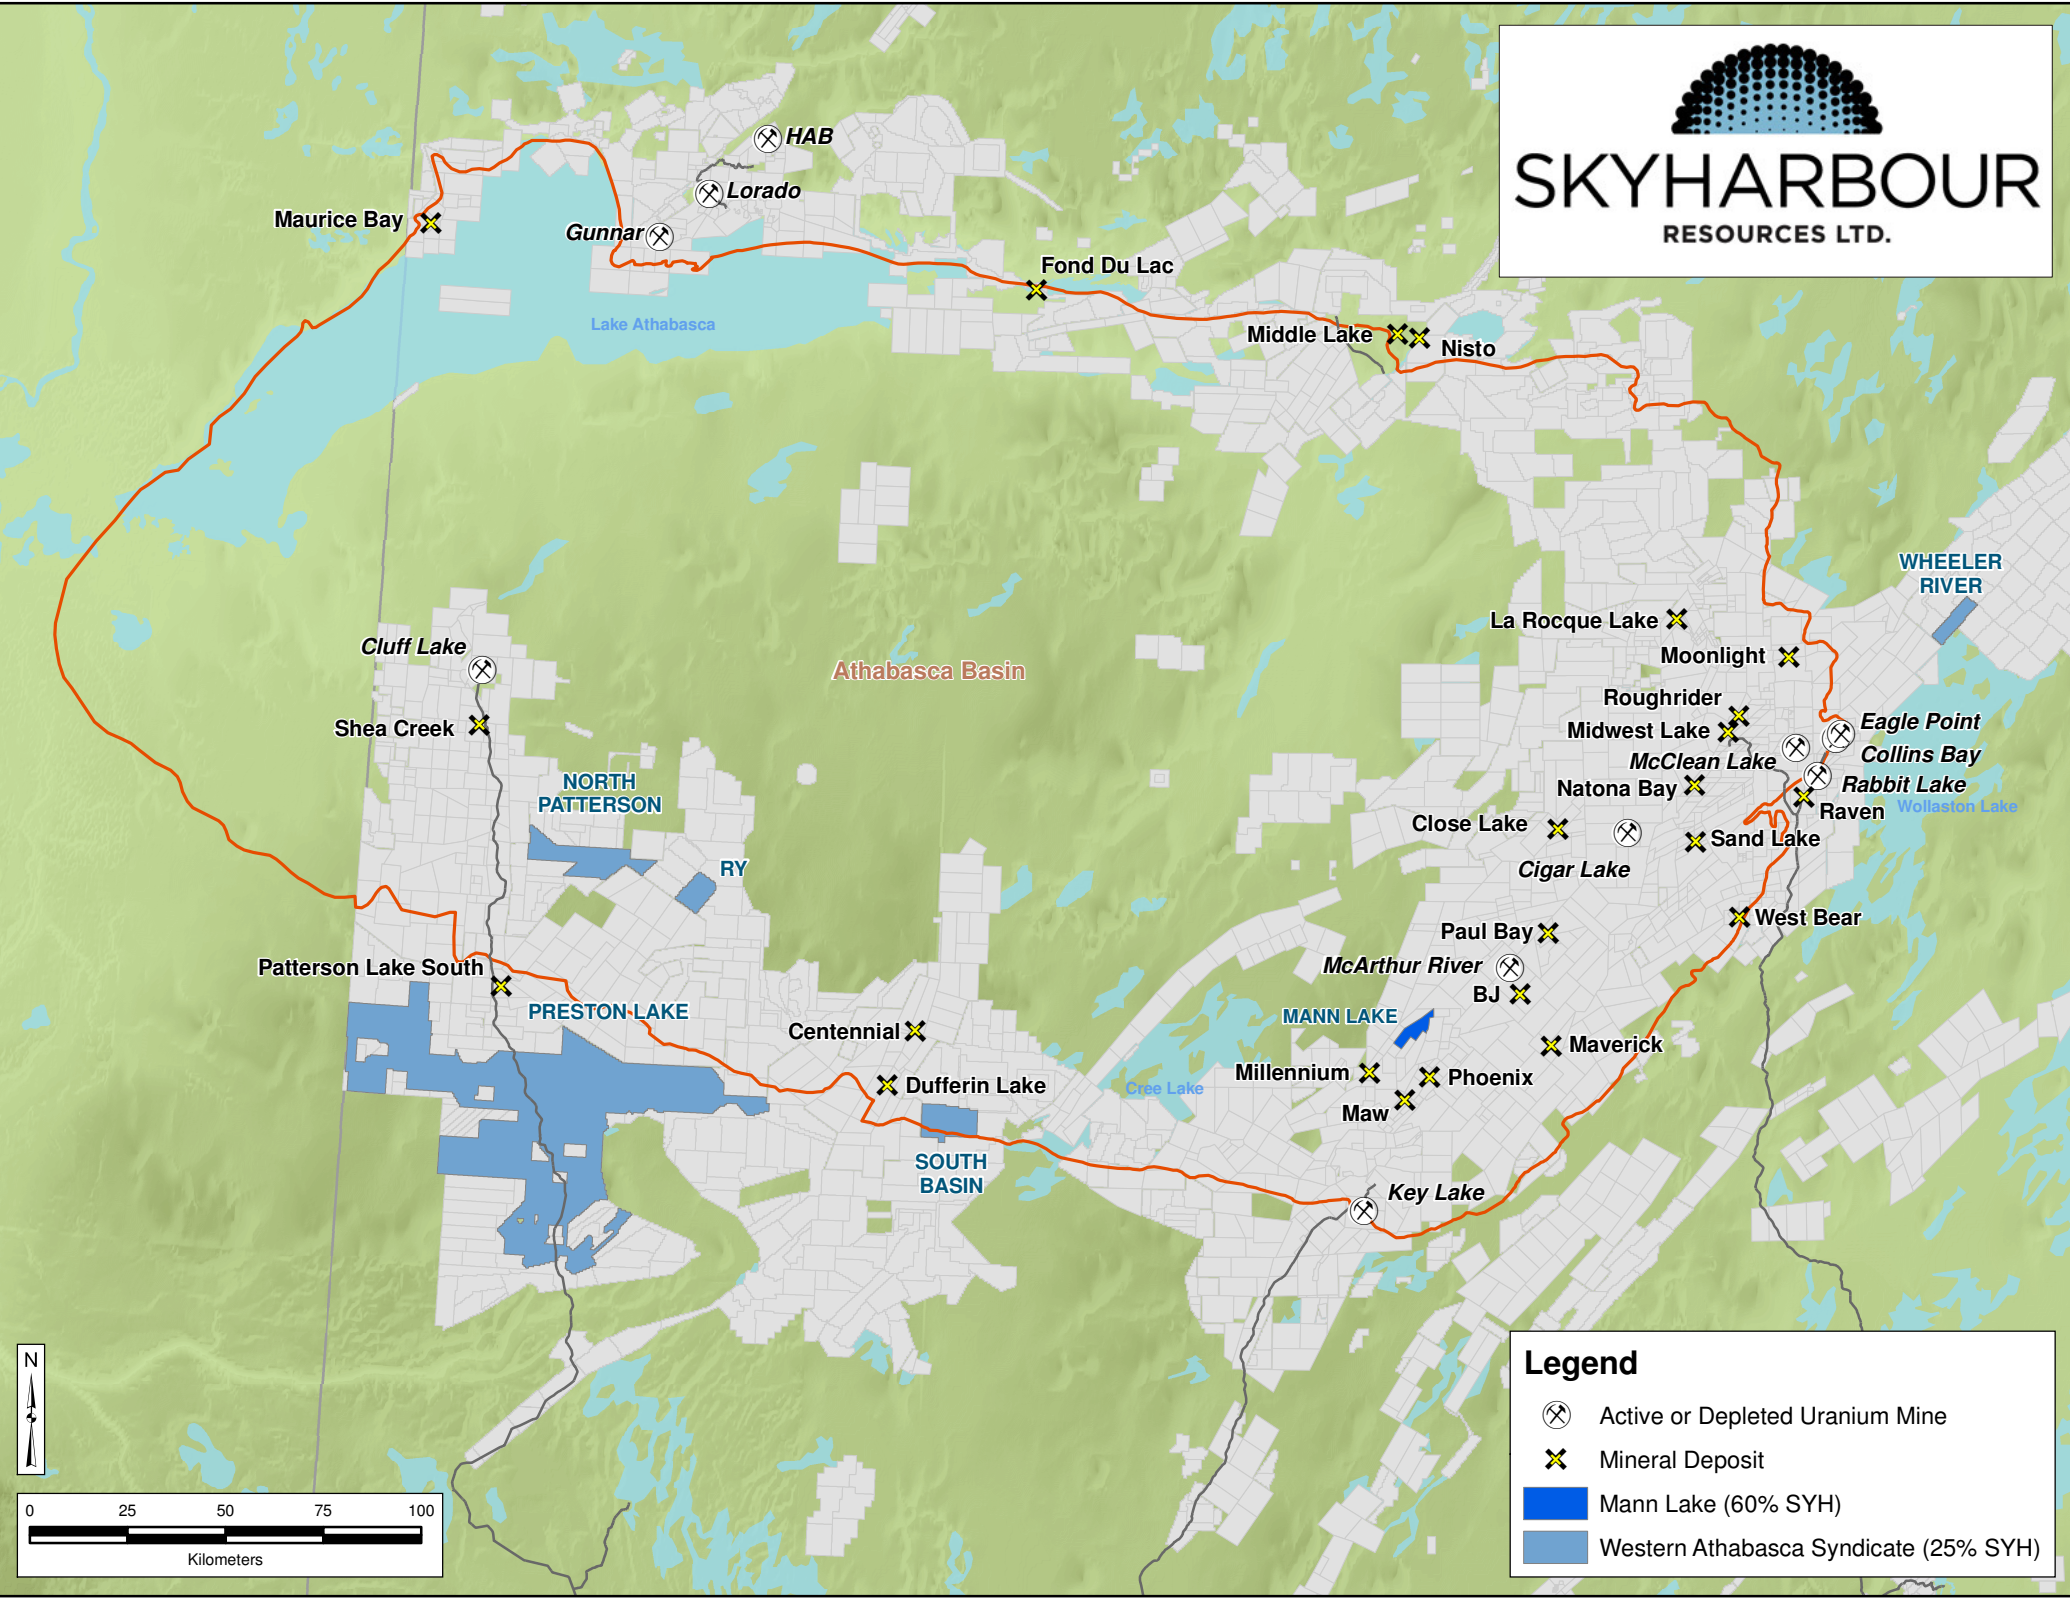 SKYHARBOUR
RESOURCES LTD.
HAB
Lorado
Maurice Bay
Gunnar
Fond Du Lac
Lake Athabasca
Middle Lake
Nisto
WHEELER
RIVER
La Rocque Lake
Cluff Lake
Moonlight
Athabasca Basin
Roughrider
Shea Creek
Midwest Lake
Eagle Point
McClean Lake
Collins Bay
NORTH
PATTERSON
Natona Bay
Rabbit Lake
Wollaston Lake
Raven
Close Lake
Sand Lake
RY
Cigar Lake
West Bear
Paul Bay
Patterson Lake South
McArthur River
BJ
PRESTON LAKE
MANN LAKE
Centennial
Maverick
Millennium
Phoenix
Dufferin Lake
Cree Lake
Maw
SOUTH
BASIN
Key Lake
N
0 25 50 75 100
Kilometers
Legend
Active or Depleted Uranium Mine
Mineral Deposit
Mann Lake (60% SYH)
Western Athabasca Syndicate (25% SYH)